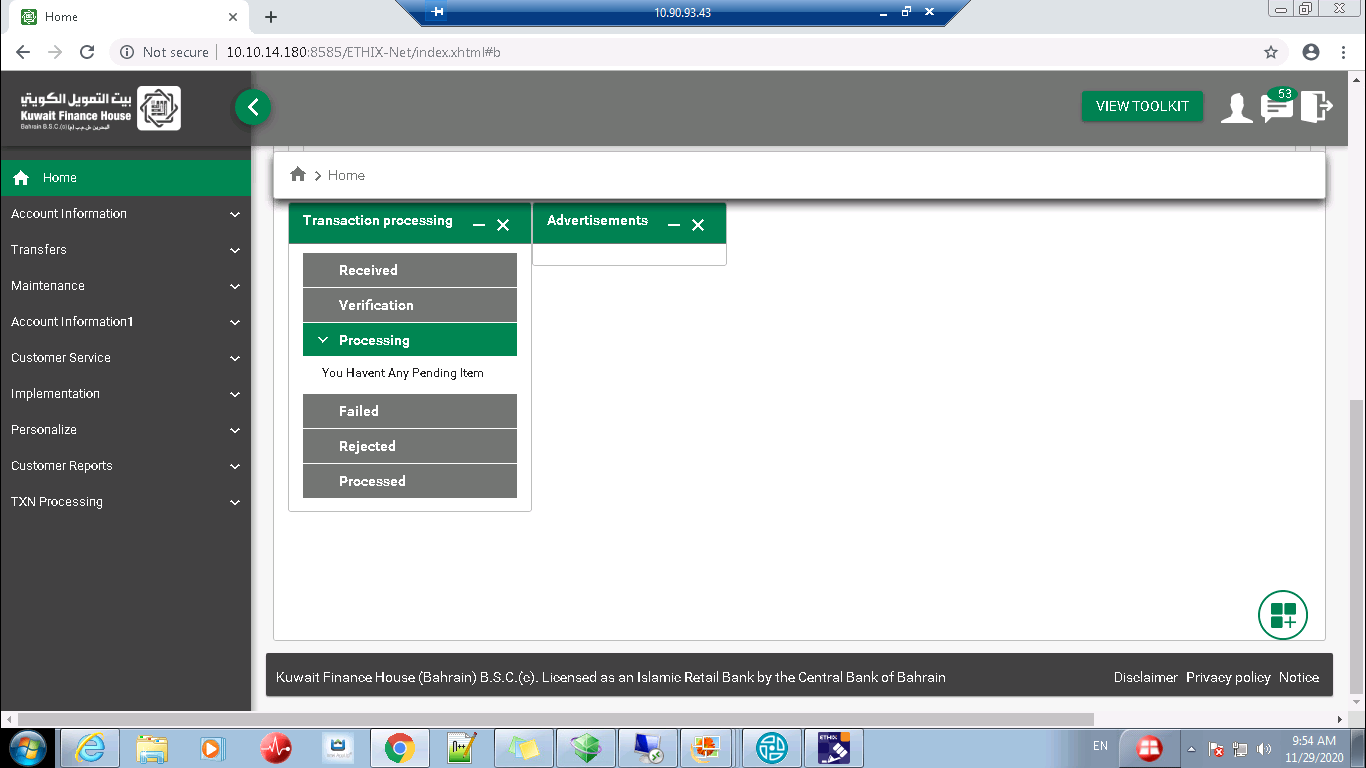 Home
10.90.93.43
Not secure
10.10.14.180:8585/ETHIX-Net/index.xhtml#b
بيت التمويل الكويتي
Kuwait Finance House
Bahrain B.S.C.(c) البحرين ش.م.ب (م)
VIEW TOOLKIT
53
Home
Home
Account Information
Transfers
Maintenance
Account Information1
Customer Service
Implementation
Personalize
Customer Reports
TXN Processing
Transaction processing
Advertisements
Received
Verification
Processing
You Havent Any Pending Item
Failed
Rejected
Processed
Kuwait Finance House (Bahrain) B.S.C.(c). Licensed as an Islamic Retail Bank by the Central Bank of Bahrain
Disclaimer Privacy policy Notice
ETHIX
EN
9:54 AM
11/29/2020